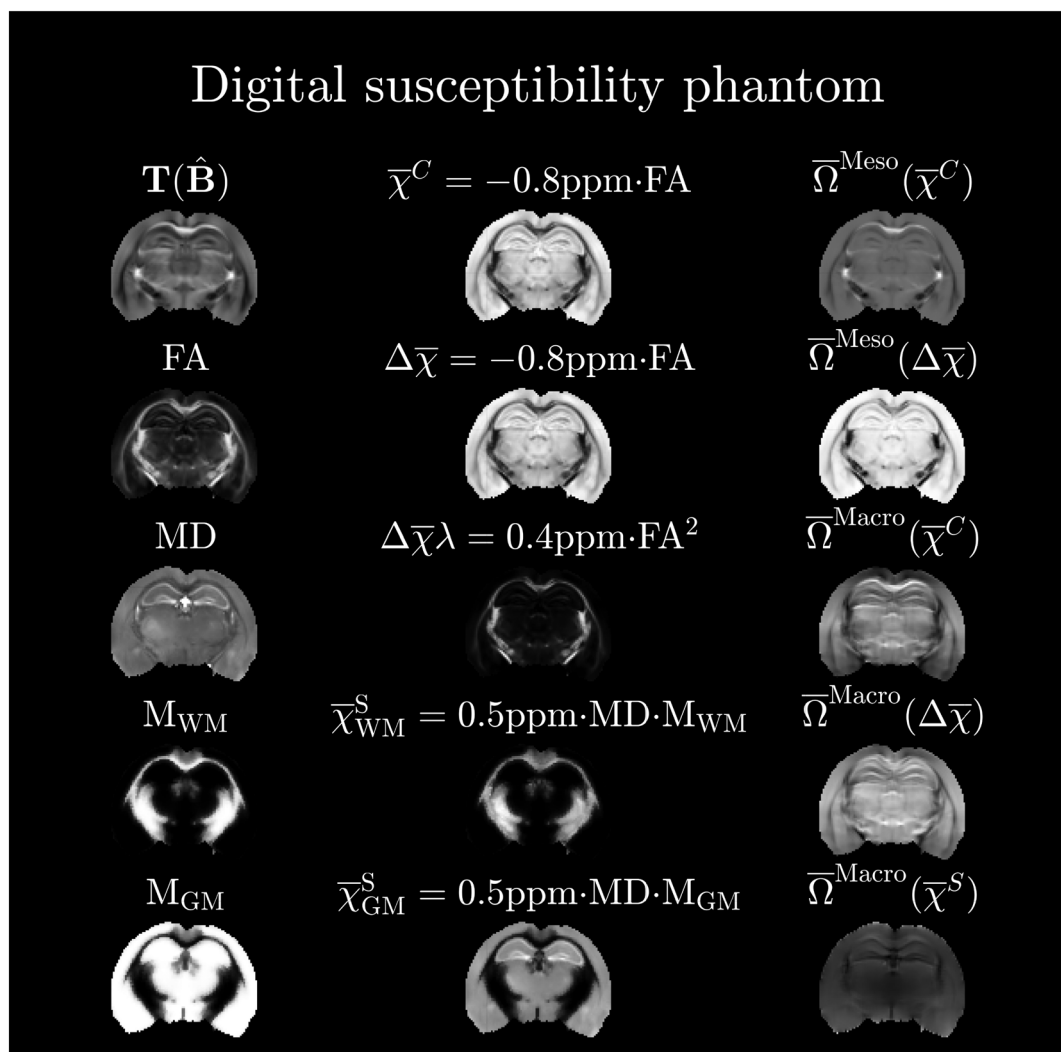 Digital susceptibility phantom
T(B̂) χ̅ᶜ = −0.8ppm·FA Ω̅ᴹᵉˢᵒ(χ̅ᶜ)
FA Δχ̅ = −0.8ppm·FA Ω̅ᴹᵉˢᵒ(Δχ̅)
MD Δχ̅λ = 0.4ppm·FA² Ω̅ᴹᵃᶜʳᵒ(χ̅ᶜ)
M_WM χ̅ˢ_WM = 0.5ppm·MD·M_WM Ω̅ᴹᵃᶜʳᵒ(Δχ̅)
M_GM χ̅ˢ_GM = 0.5ppm·MD·M_GM Ω̅ᴹᵃᶜʳᵒ(χ̅ˢ)